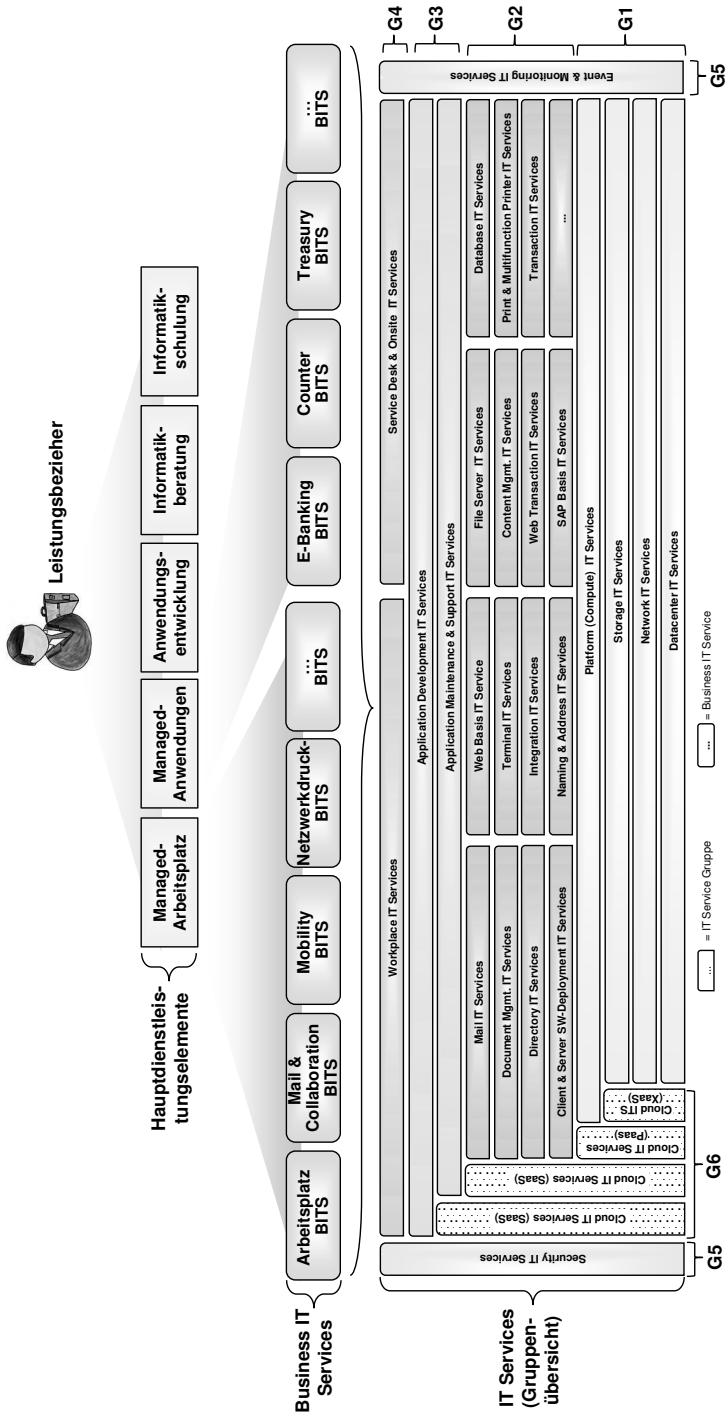 Leistungsbezieher
Hauptdienstleis-
tungselemente
Managed-
Arbeitsplatz
Managed-
Anwendungen
Anwendungs-
entwicklung
Informatik-
beratung
Informatik-
schulung
Business IT
Services
Arbeitsplatz
BITS
Mail &
Collaboration
BITS
Mobility
BITS
Netzwerkdruck-
BITS
...
BITS
E-Banking
BITS
Counter
BITS
Treasury
BITS
...
BITS
IT Services
(Gruppen-
übersicht)
Security IT Services
Workplace IT Services
Service Desk & Onsite IT Services
Application Development IT Services
Application Maintenance & Support IT Services
Mail IT Services
Web Basis IT Service
File Server IT Services
Database IT Services
Document Mgmt. IT Services
Terminal IT Services
Content Mgmt. IT Services
Print & Multifunction Printer IT Services
Directory IT Services
Integration IT Services
Web Transaction IT Services
Transaction IT Services
Client & Server SW-Deployment IT Services
Naming & Address IT Services
SAP Basis IT Services
...
Platform (Compute) IT Services
Storage IT Services
Network IT Services
Datacenter IT Services
Cloud IT Services (SaaS)
Cloud IT Services (SaaS)
Cloud IT Services
(PaaS)
Cloud ITS
(XaaS)
Event & Monitoring IT Services
G4
G3
G2
G1
G5
G6
G5
... = IT Service Gruppe
... = Business IT Service